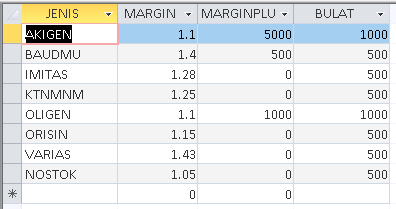 JENIS MARGIN MARGINPLU BULAT
AKIGEN 1.1 5000 1000
BAUDMU 1.4 500 500
IMITAS 1.28 0 500
KTNMNM 1.25 0 500
OLIGEN 1.1 1000 1000
ORISIN 1.15 0 500
VARIAS 1.43 0 500
NOSTOK 1.05 0 500
* 0 0